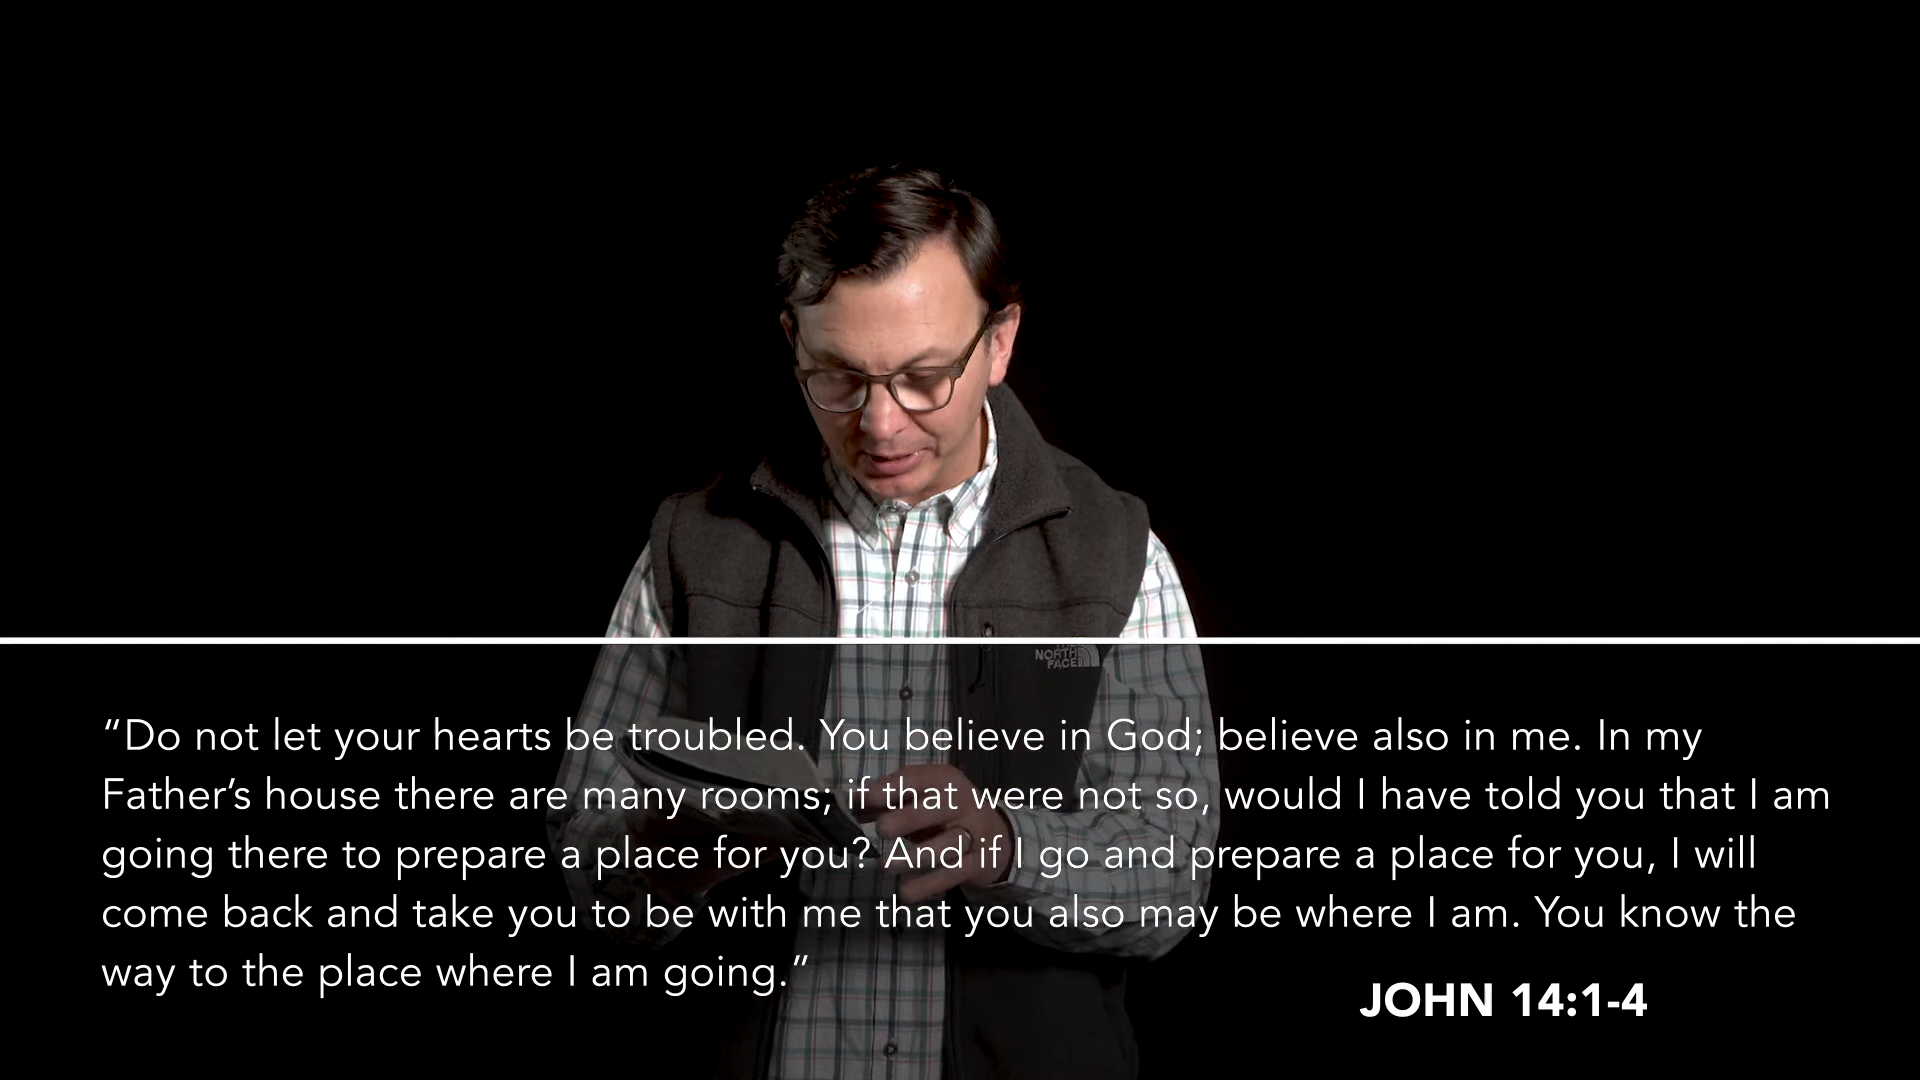 THE
NORTH
FACE
“Do not let your hearts be troubled. You believe in God; believe also in me. In my
Father’s house there are many rooms; if that were not so, would I have told you that I am
going there to prepare a place for you? And if I go and prepare a place for you, I will
come back and take you to be with me that you also may be where I am. You know the
way to the place where I am going.”
JOHN 14:1-4